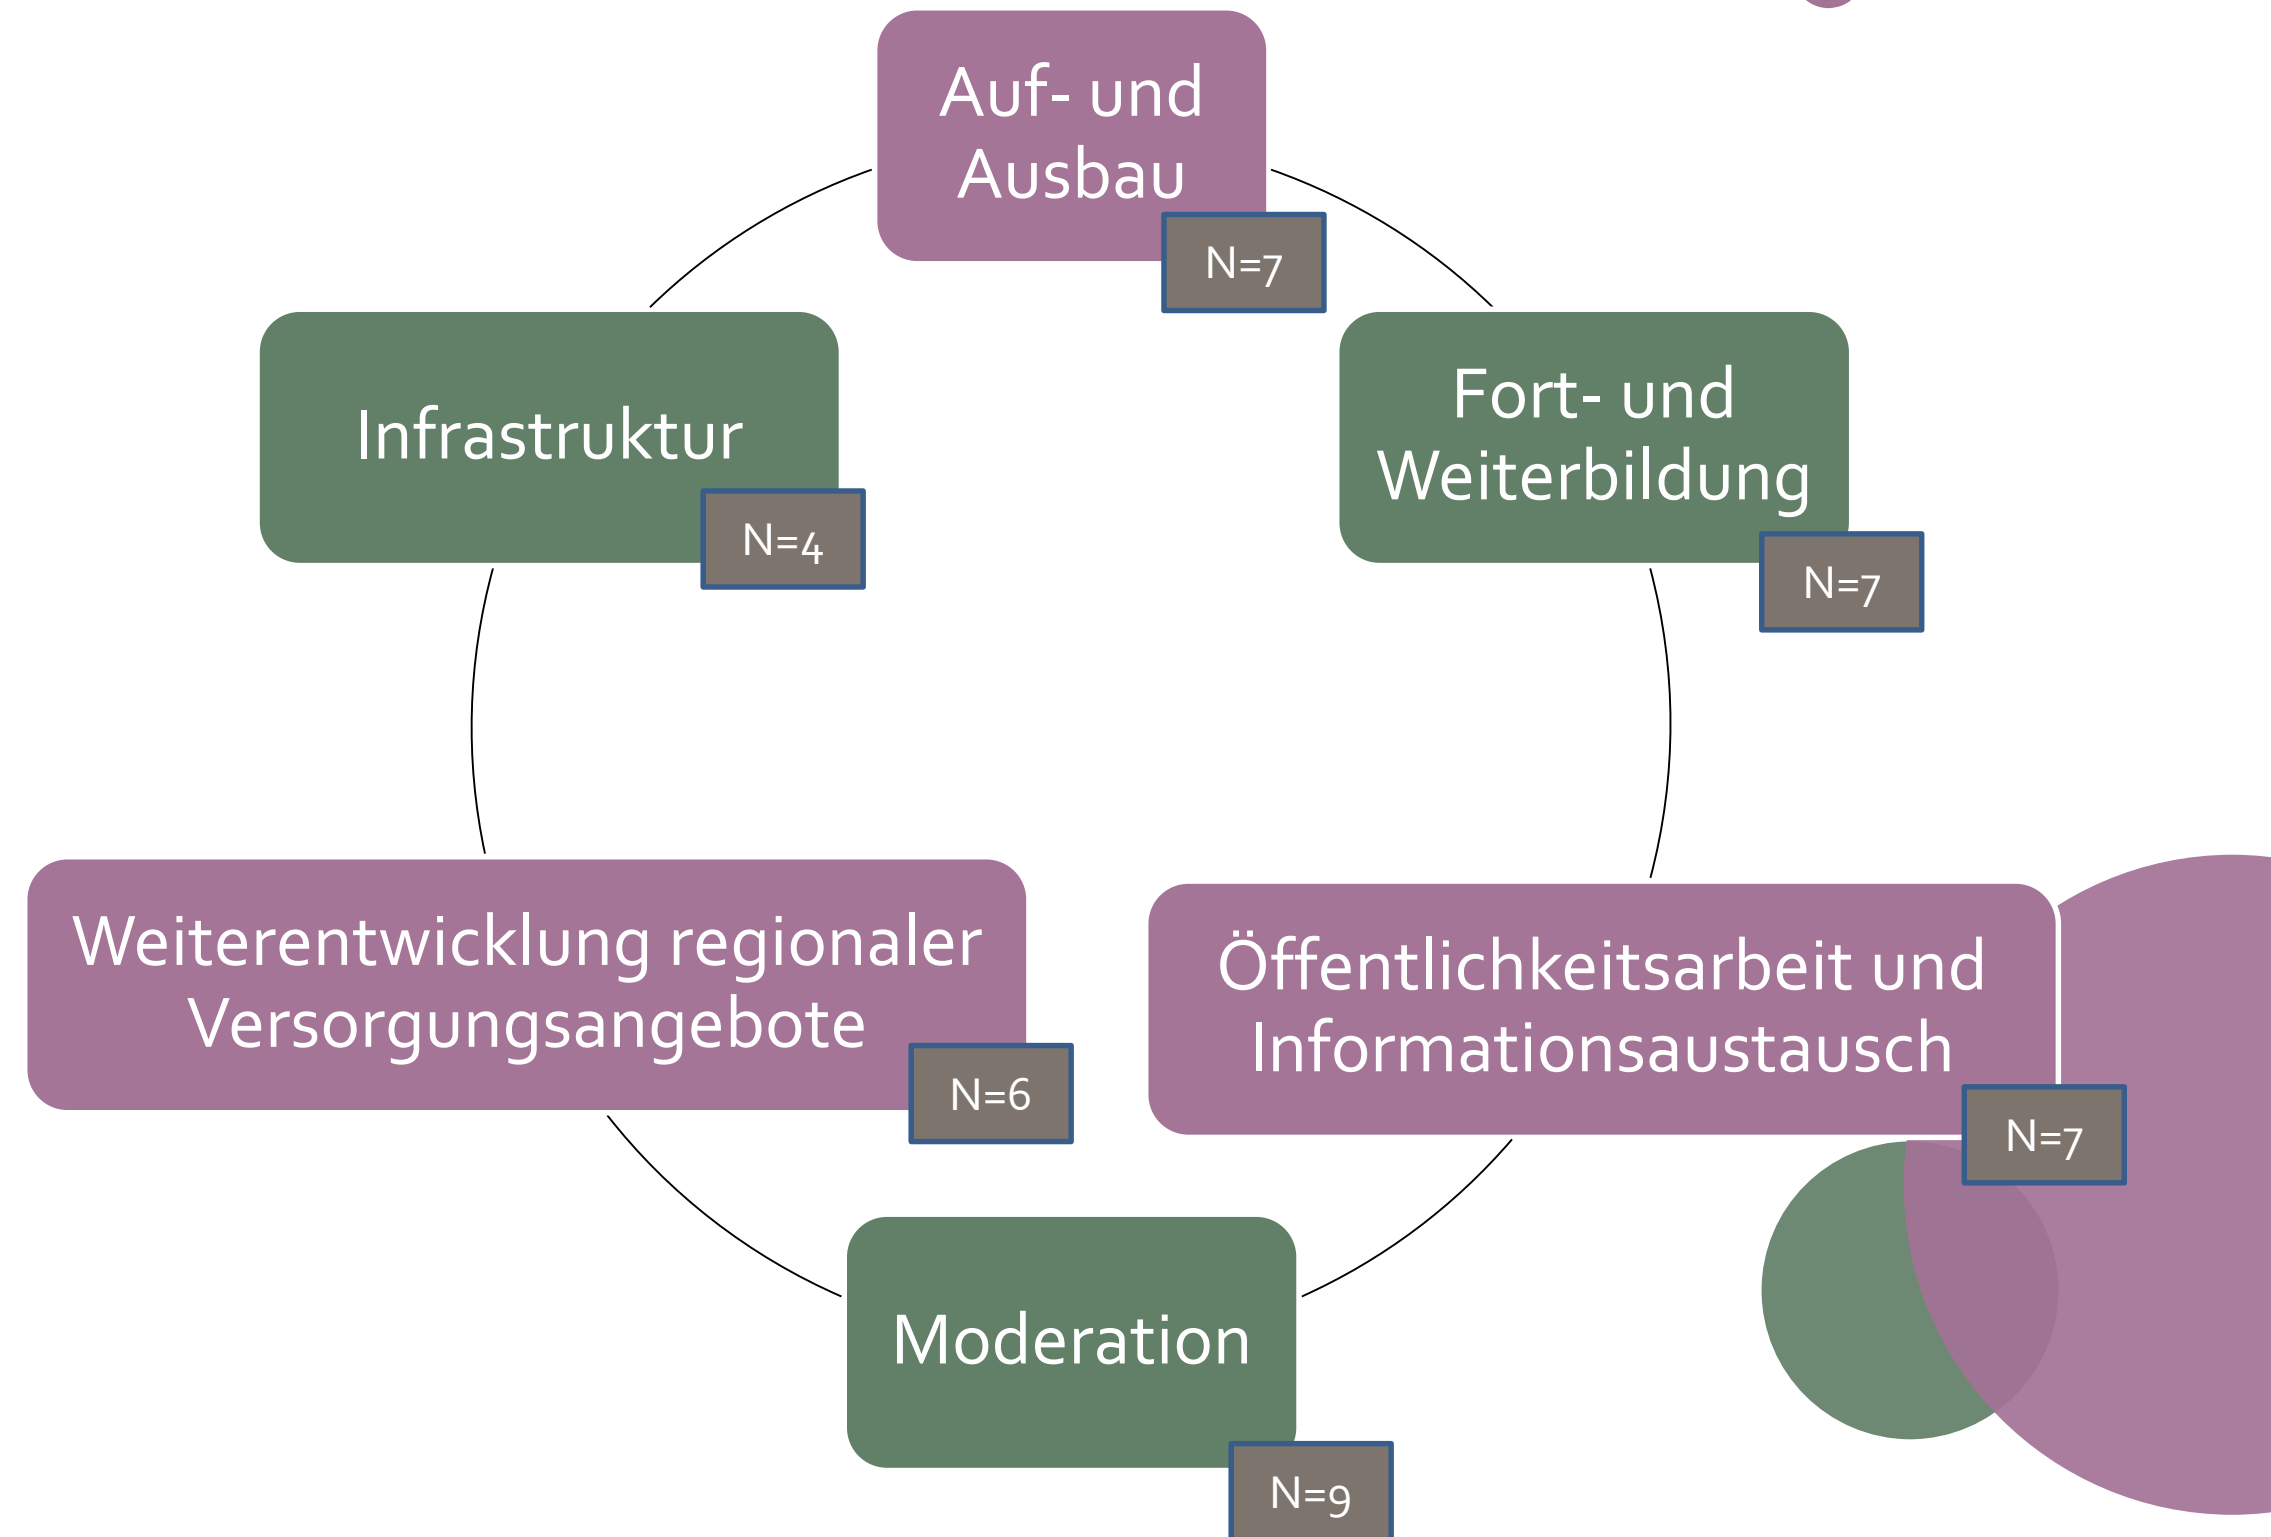 Auf- und
Ausbau
N=7
Fort- und
Weiterbildung
N=7
Öffentlichkeitsarbeit und
Informationsaustausch
N=7
Moderation
N=9
Weiterentwicklung regionaler
Versorgungsangebote
N=6
Infrastruktur
N=4